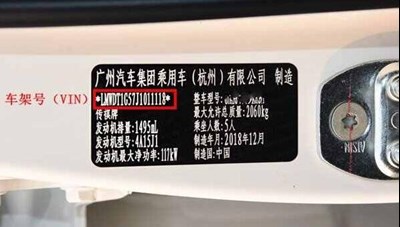 广州汽车集团乘用车（杭州）有限公司 制造
车架号（VIN）
*LMWDT1G57J1011118*
整车型号:
传祺牌
最大允许总质量:2060kg
发动机排量:1495mL
乘坐人数:5人
发动机型号:4A15J1
制造年月:2018年12月
发动机最大净功率:117kW
制造国:中国